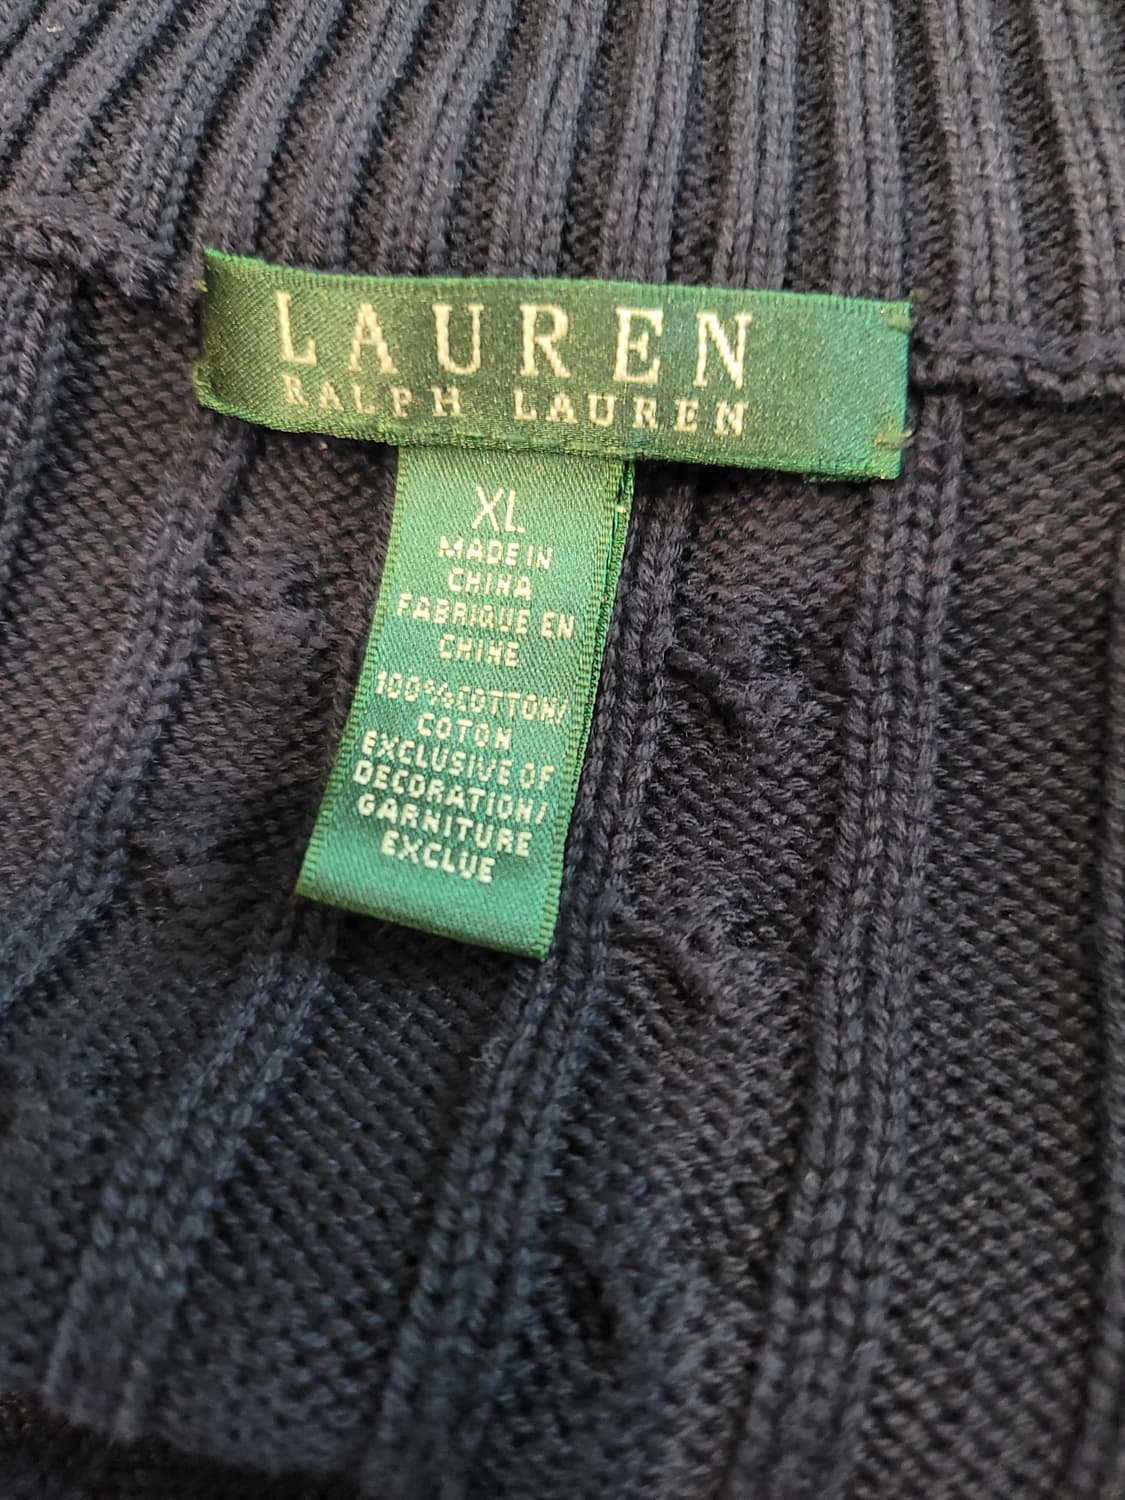 LAUREN
RALPH LAUREN
XL
MADE IN
CHINA
FABRIQUE EN
CHINE
100%COTTON/
COTON
EXCLUSIVE OF
DECORATION/
GARNITURE
EXCLUE